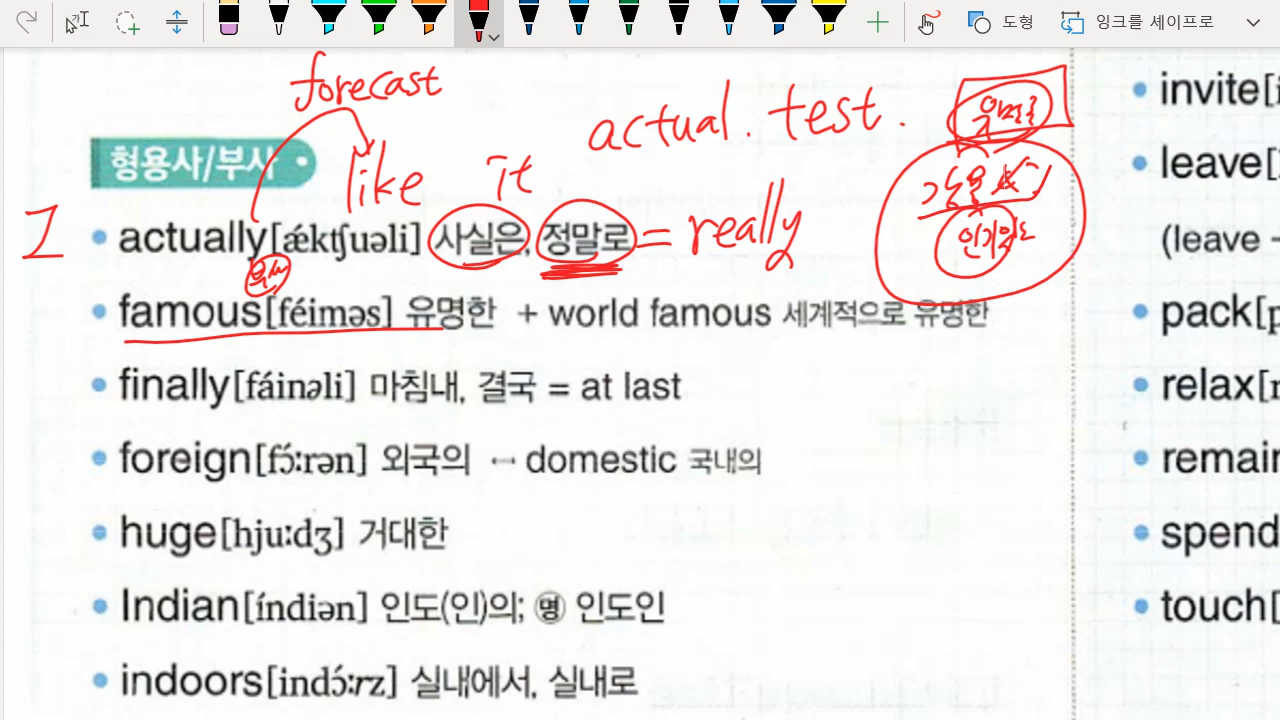 도형
잉크를 셰이프로
forecast
actual. test.
형용사/부사
like it
I
actually[ǽktʃuəli] 사실은, 정말로 = really
famous[féiməs] 유명한 + world famous 세계적으로 유명한
finally[fáinəli] 마침내, 결국 = at last
foreign[fɔ́ːrən] 외국의 ↔ domestic 국내의
huge[hjuːdʒ] 거대한
Indian[índiən] 인도(인)의; 명 인도인
indoors[indɔ́ːrz] 실내에서, 실내로
invite[
leave[
(leave -
pack[
relax[
remain
spend
touch[